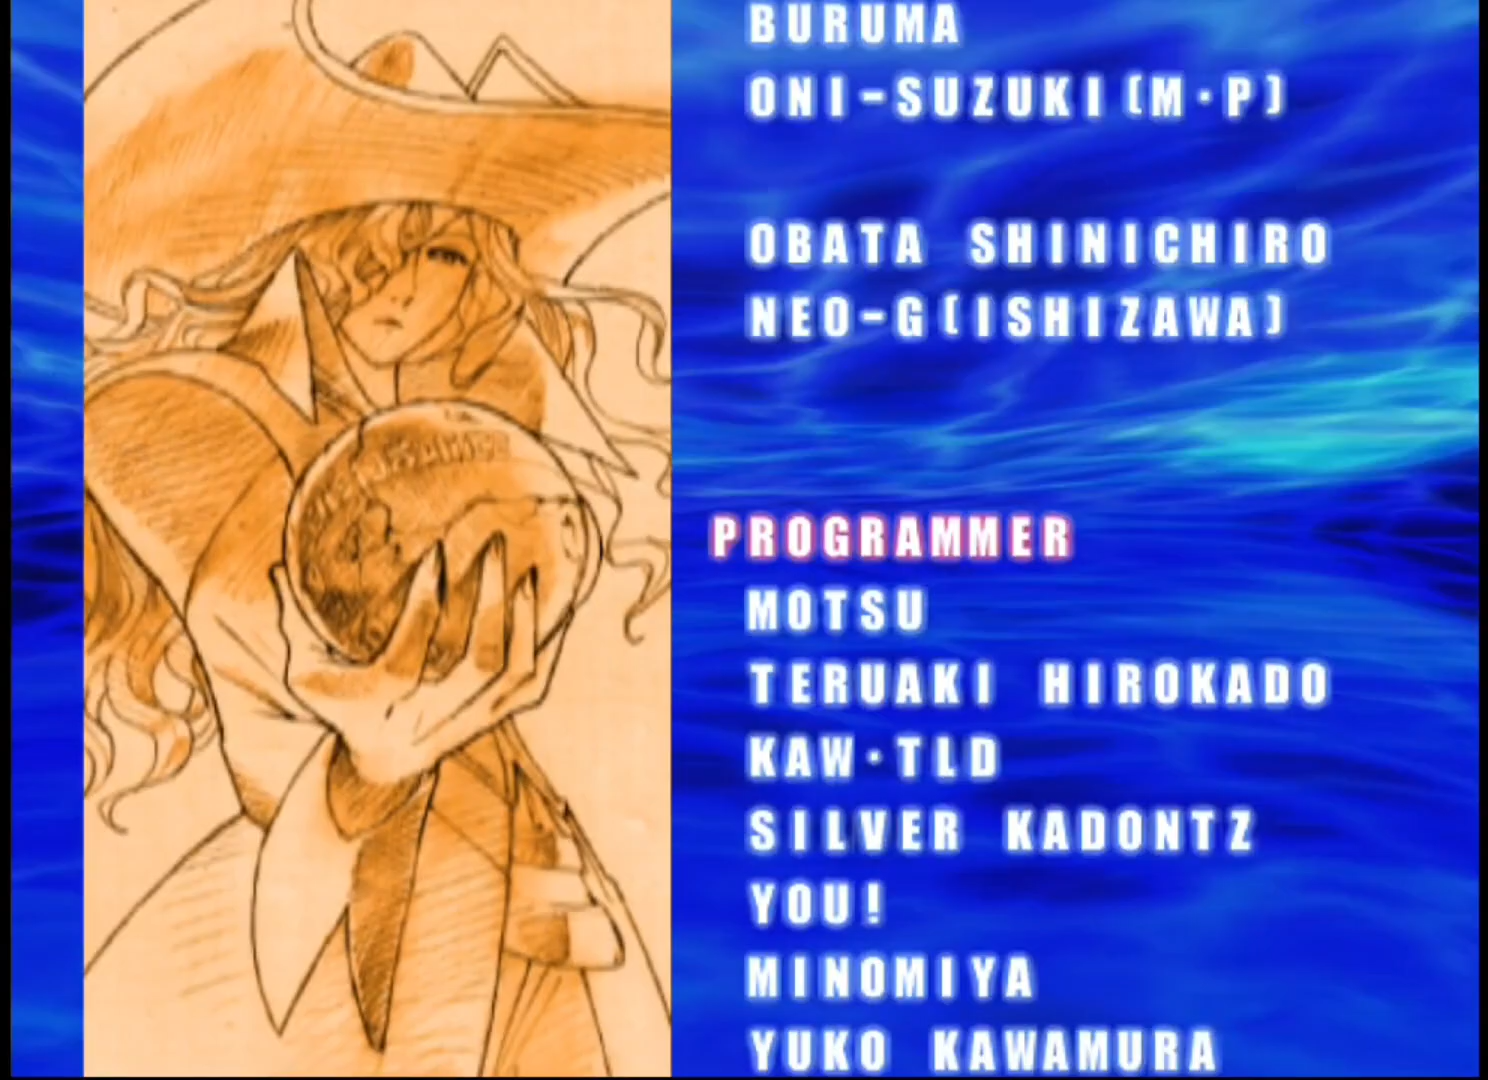 BURUMA
ONI-SUZUKI(M・P)
OBATA SHINICHIRO
NEO-G(ISHIZAWA)
PROGRAMMER
MOTSU
TERUAKI HIROKADO
KAW・TLD
SILVER KADONTZ
YOU!
MINOMIYA
YUKO KAWAMURA